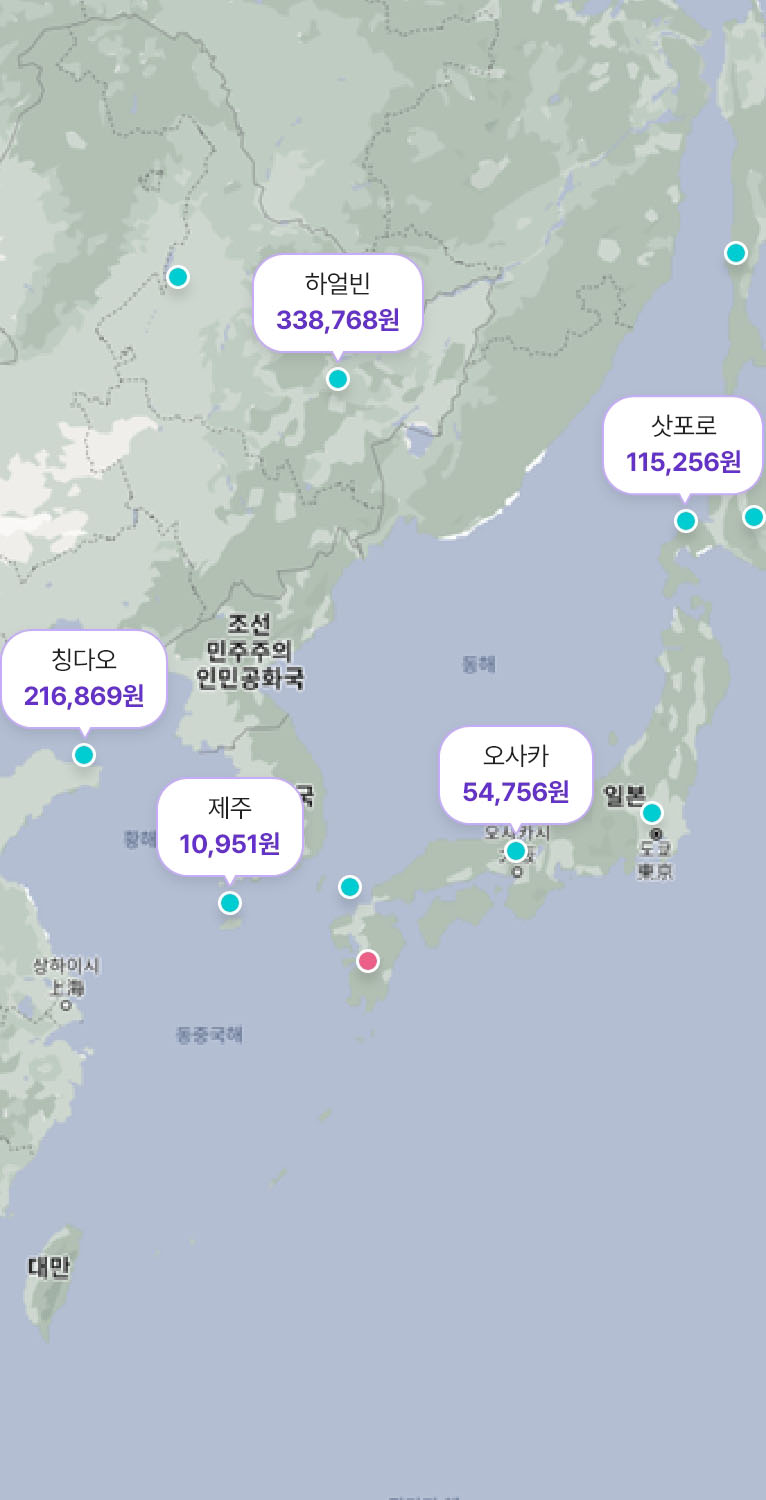 하얼빈
338,768원
삿포로
115,256원
조선
민주주의
인민공화국
동해
칭다오
216,869원
오사카
54,756원
제주
10,951원
국
일본
황해
오사카시
도쿄
東京
상하이시
上海
동중국해
대만